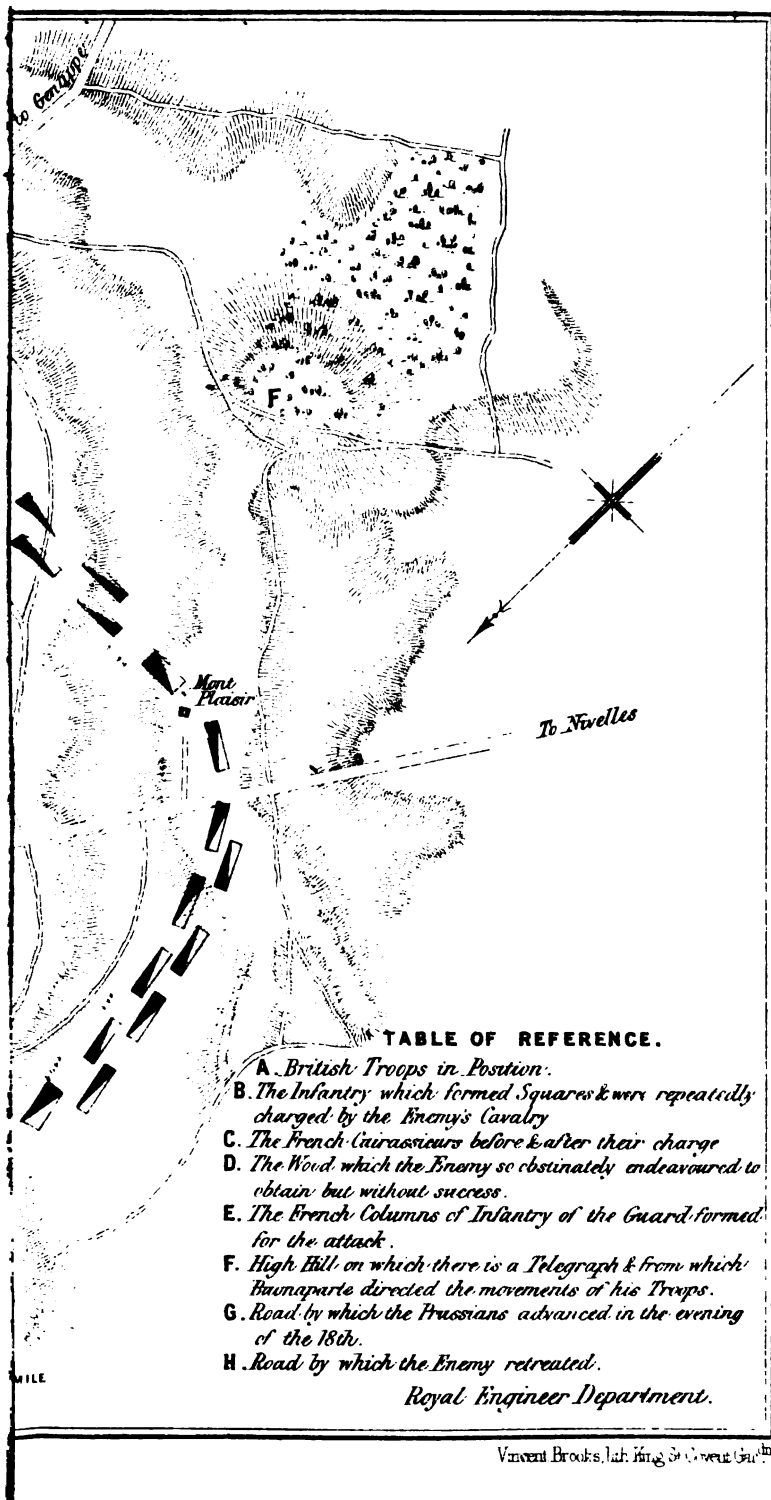 to Genappe
F
Mont
Plaisir
To Nivelles
TABLE OF REFERENCE.
A. British Troops in Position.
B. The Infantry which formed Squares & were repeatedly
charged by the Enemy's Cavalry
C. The French Cuirassieurs before & after their charge
D. The Wood which the Enemy so obstinately endeavoured to
obtain but without success.
E. The French Columns of Infantry of the Guard formed
for the attack.
F. High Hill on which there is a Telegraph & from which
Buonaparte directed the movements of his Troops.
G. Road by which the Prussians advanced in the evening
of the 18th.
H. Road by which the Enemy retreated.
MILE
Royal Engineer Department.
Vincent Brooks, lith. King St. Covent Gar<sup>dn</sup>